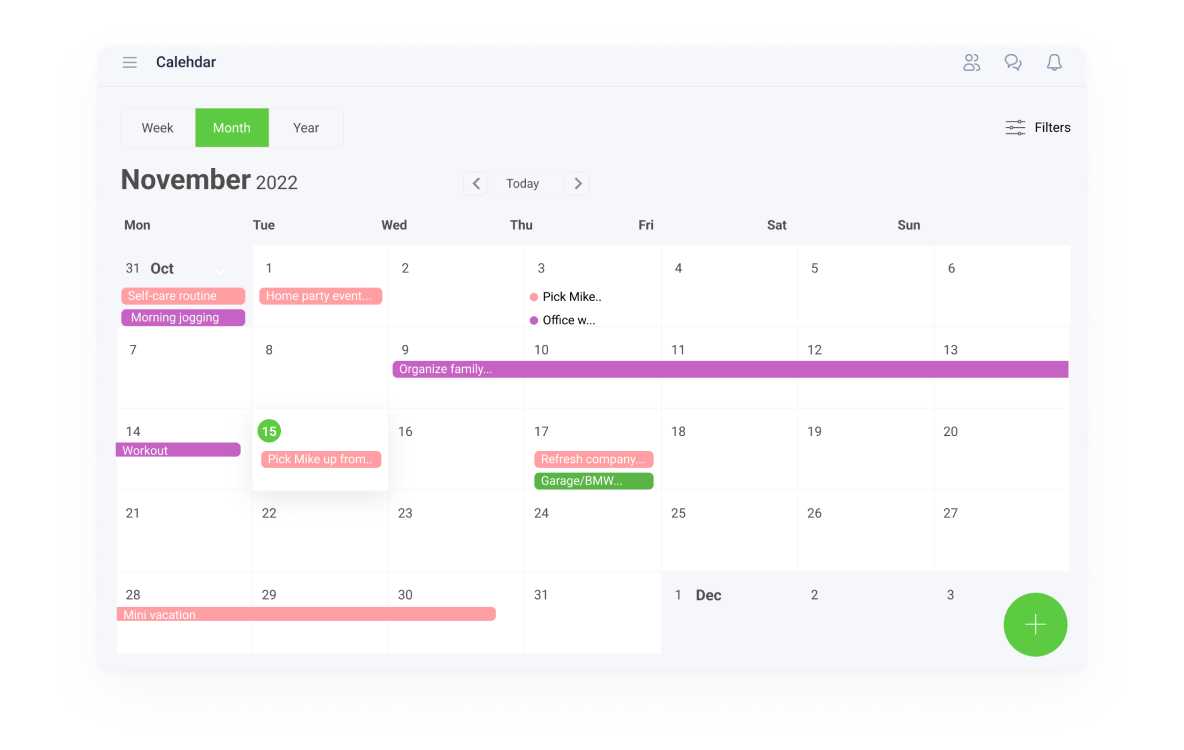 Calehdar
Week Month Year
Filters
November 2022
Today
Mon Tue Wed Thu Fri Sat Sun
31 Oct 1 2 3 4 5 6
Self-care routine Home party event... Pick Mike..
Morning jogging Office w...
7 8 9 10 11 12 13
Organize family...
14 15 16 17 18 19 20
Workout Pick Mike up from.. Refresh company...
Garage/BMW...
21 22 23 24 25 26 27
28 29 30 31 1 Dec 2 3
Mini vacation